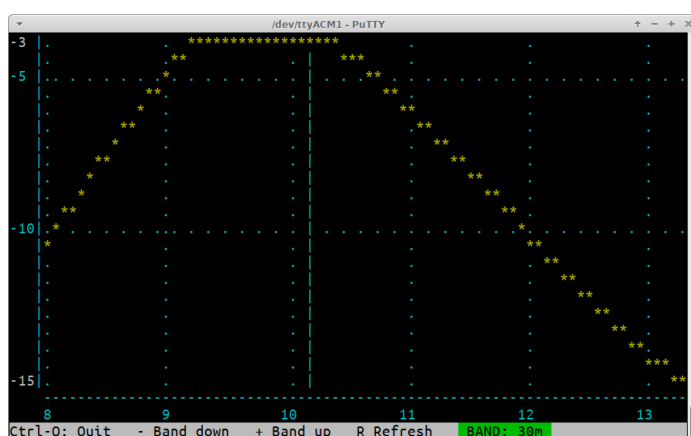 /dev/ttyACM1 - PuTTY
-3
-5
-10
-15
8 9 10 11 12 13
Ctrl-Q: Quit - Band down + Band up R Refresh BAND: 30m